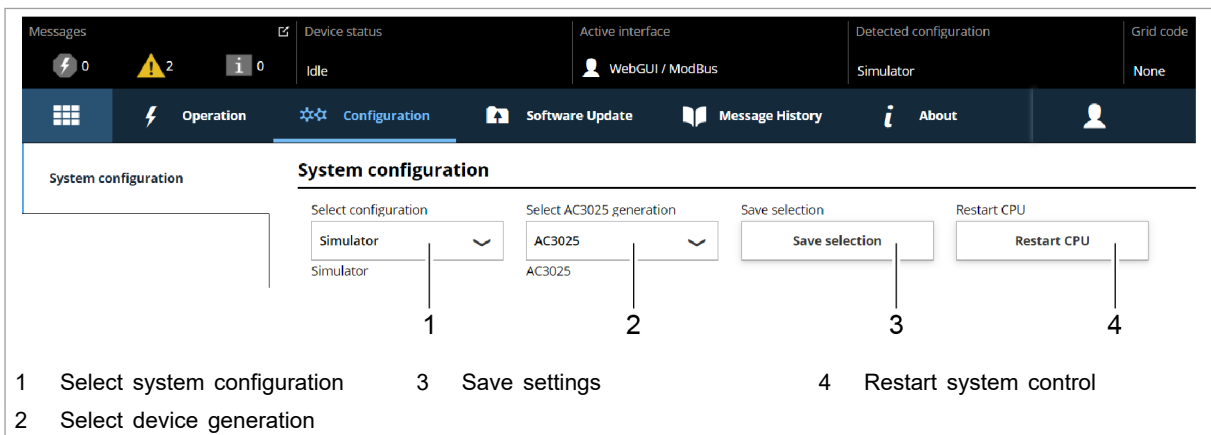 Messages Device status Active interface Detected configuration Grid code
0 2 i 0 Idle WebGUI / ModBus Simulator None
Operation Configuration Software Update Message History i About
System configuration System configuration
Select configuration Select AC3025 generation Save selection Restart CPU
Simulator AC3025 Save selection Restart CPU
Simulator AC3025
1 2 3 4
1 Select system configuration 3 Save settings 4 Restart system control
2 Select device generation